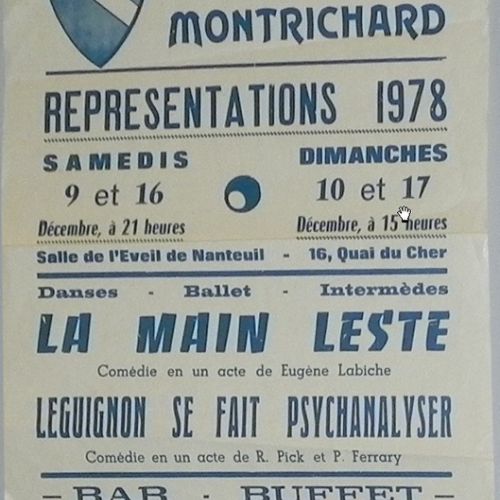 MONTRICHARD
REPRESENTATIONS 1978
SAMEDIS
9 et 16
Décembre, à 21 heures
DIMANCHES
10 et 17
Décembre, à 15 heures
Salle de l'Eveil de Nanteuil - 16, Quai du Cher
Danses - Ballet - Intermèdes
LA MAIN LESTE
Comédie en un acte de Eugène Labiche
LEGUIGNON SE FAIT PSYCHANALYSER
Comédie en un acte de R. Pick et P. Ferrary
- BAR - BUFFET -